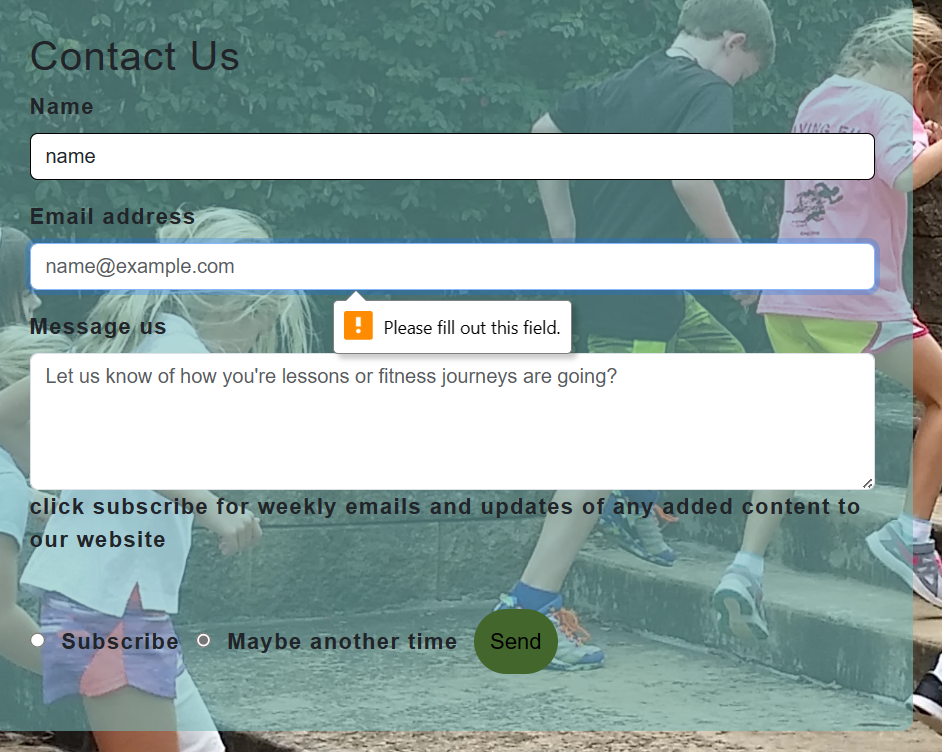 Contact Us
Name
name
Email address
name@example.com
Please fill out this field.
Message us
Let us know of how you're lessons or fitness journeys are going?
click subscribe for weekly emails and updates of any added content to
our website
Subscribe Maybe another time Send